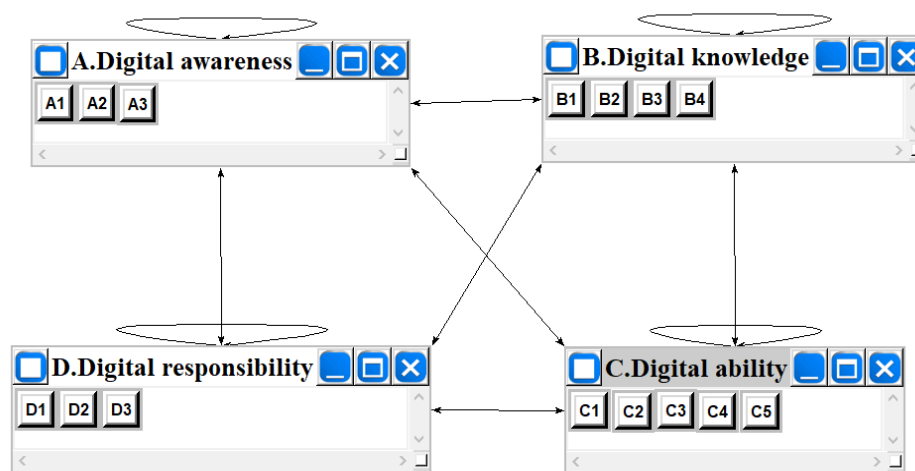 A.Digital awareness
A1 A2 A3
B.Digital knowledge
B1 B2 B3 B4
D.Digital responsibility
D1 D2 D3
C.Digital ability
C1 C2 C3 C4 C5